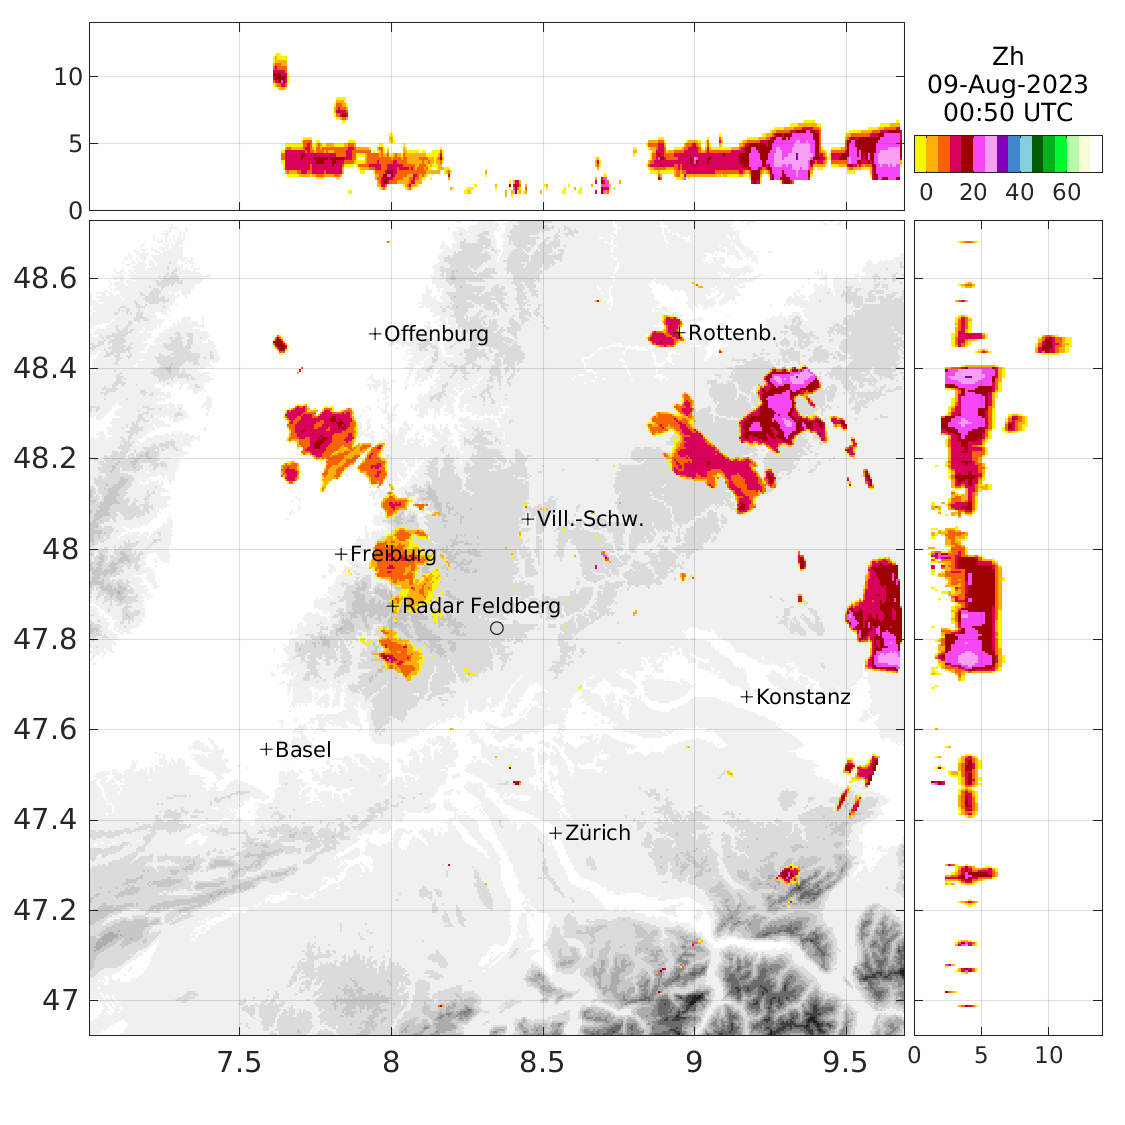 Zh
09-Aug-2023
00:50 UTC
10
5
0
0 20 40 60
48.6
48.4
48.2
48
47.8
47.6
47.4
47.2
47
Offenburg
Rottenb.
Vill.-Schw.
Freiburg
Radar Feldberg
Konstanz
Basel
Zürich
7.5 8 8.5 9 9.5
0 5 10